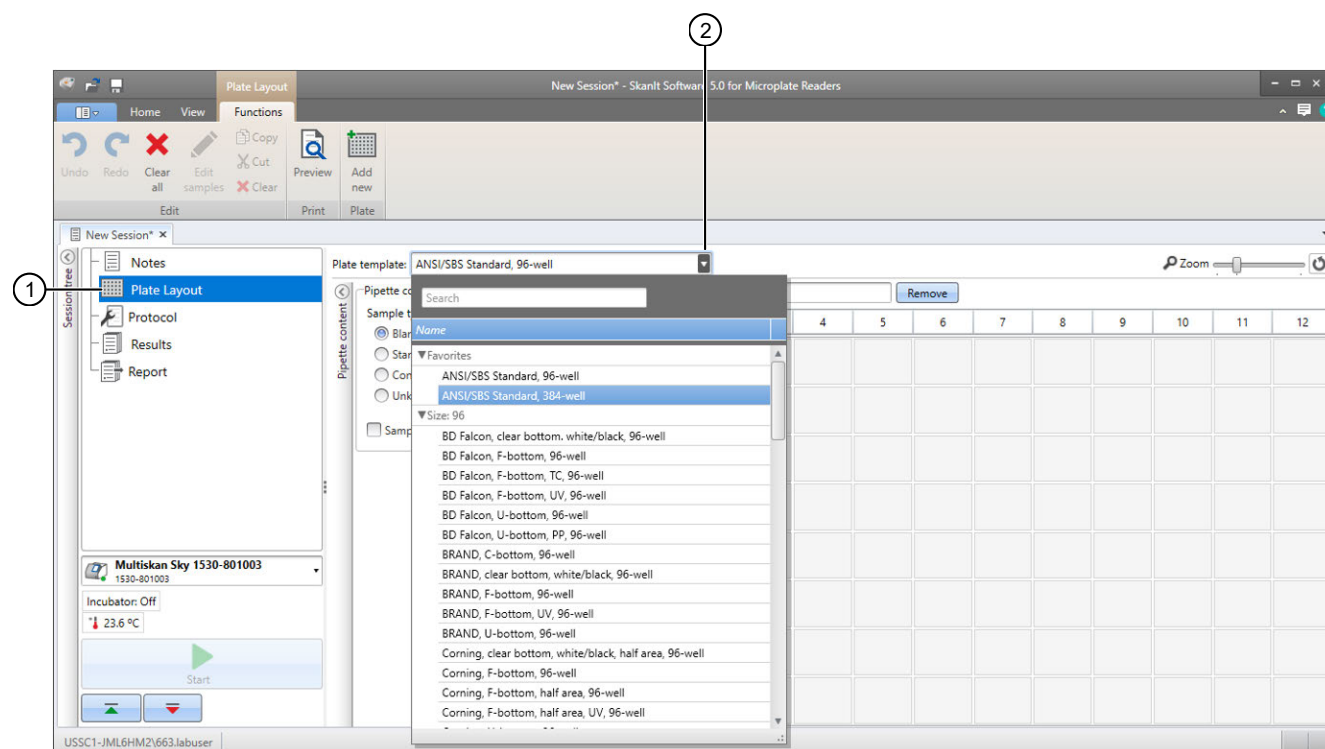 2
Plate Layout
New Session* - SkanIt Software 5.0 for Microplate Readers
Home View Functions
Undo Redo Clear all Edit samples Copy Cut Clear Preview Add new
Edit Print Plate
New Session*
1
Session tree
Notes
Plate Layout
Protocol
Results
Report
Multiskan Sky 1530-801003
1530-801003
Incubator: Off
23.6 ºC
Start
Plate template: ANSI/SBS Standard, 96-well
Zoom
Pipette content
Remove
4 5 6 7 8 9 10 11 12
Search
Name
Favorites
ANSI/SBS Standard, 96-well
ANSI/SBS Standard, 384-well
Size: 96
BD Falcon, clear bottom. white/black, 96-well
BD Falcon, F-bottom, 96-well
BD Falcon, F-bottom, TC, 96-well
BD Falcon, F-bottom, UV, 96-well
BD Falcon, U-bottom, 96-well
BD Falcon, U-bottom, PP, 96-well
BRAND, C-bottom, 96-well
BRAND, clear bottom, white/black, 96-well
BRAND, F-bottom, 96-well
BRAND, F-bottom, UV, 96-well
BRAND, U-bottom, 96-well
Corning, clear bottom, white/black, half area, 96-well
Corning, F-bottom, 96-well
Corning, F-bottom, half area, 96-well
Corning, F-bottom, half area, UV, 96-well
USSC1-JML6HM2\663.labuser